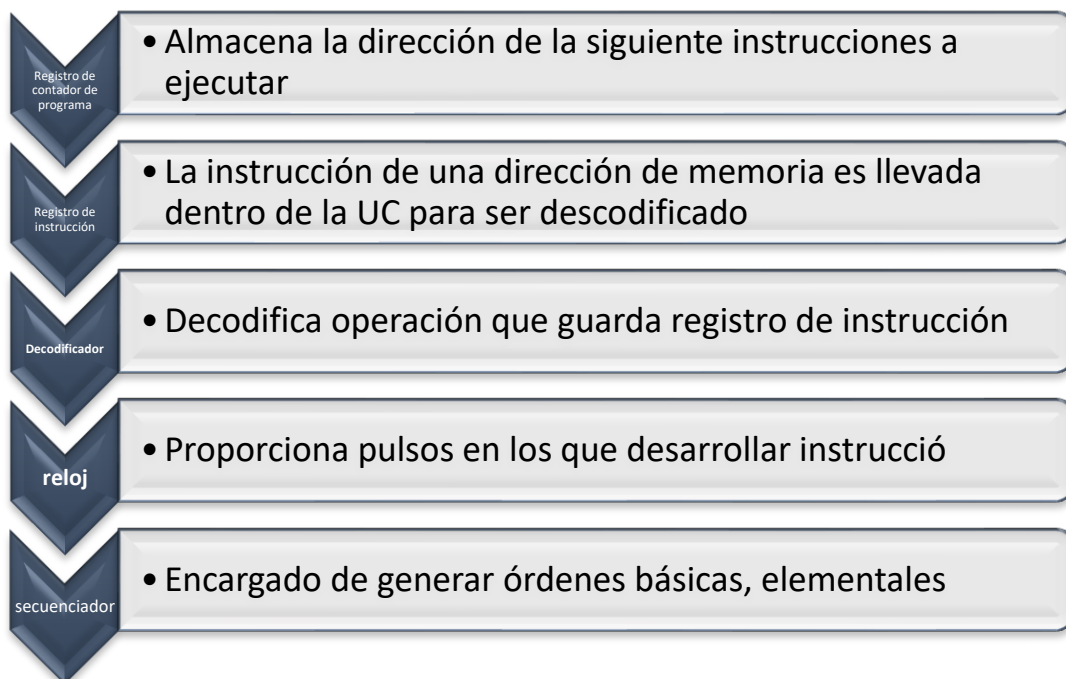 Registro de
contador de
programa
• Almacena la dirección de la siguiente instrucciones a
ejecutar
Registro de
instrucción
• La instrucción de una dirección de memoria es llevada
dentro de la UC para ser descodificado
Decodificador
• Decodifica operación que guarda registro de instrucción
reloj
• Proporciona pulsos en los que desarrollar instrucció
secuenciador
• Encargado de generar órdenes básicas, elementales